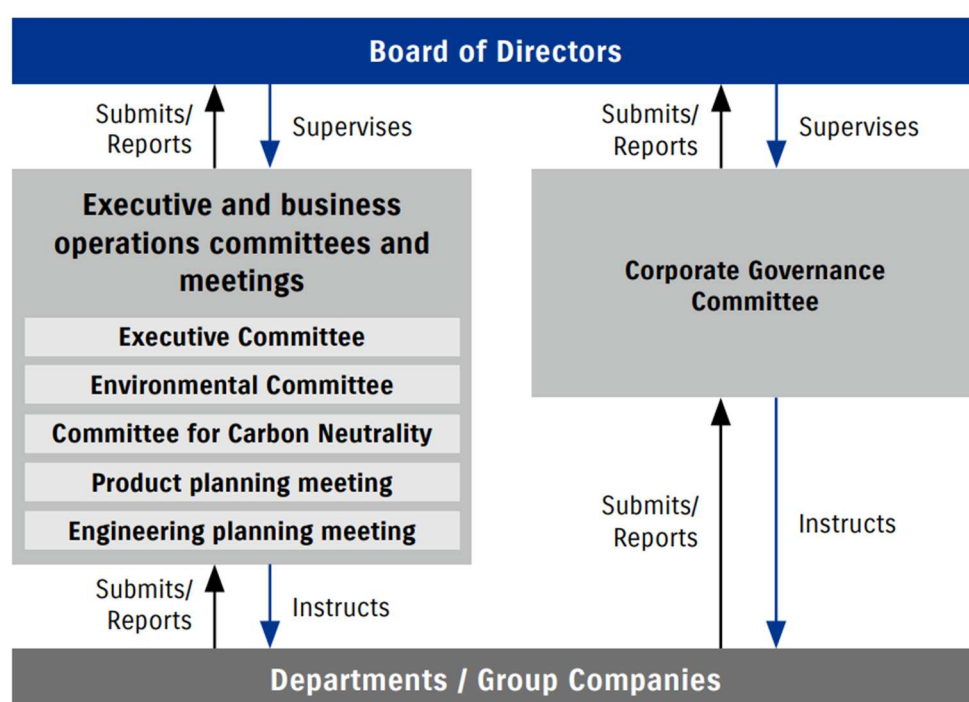 Board of Directors
Submits/
Reports
Supervises
Submits/
Reports
Supervises
Executive and business
operations committees and
meetings
Executive Committee
Environmental Committee
Committee for Carbon Neutrality
Product planning meeting
Engineering planning meeting
Corporate Governance
Committee
Submits/
Reports
Instructs
Submits/
Reports
Instructs
Departments / Group Companies